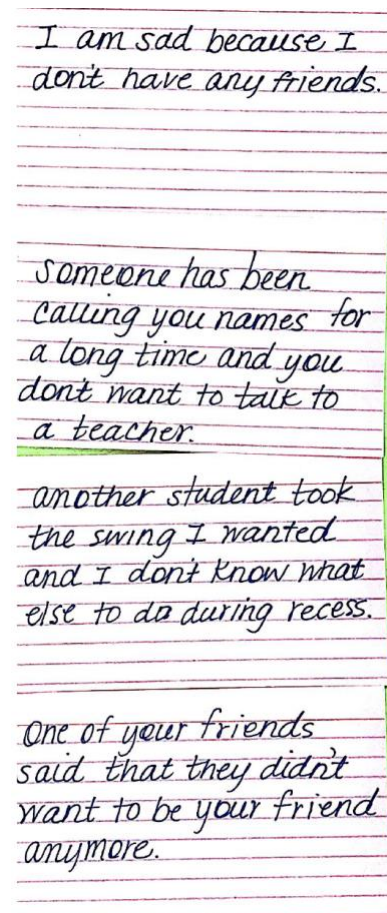 I am sad because I
don't have any friends.
someone has been
calling you names for
a long time and you
dont want to talk to
a teacher.
another student took
the swing I wanted
and I don't know what
else to do during recess.
One of your friends
said that they didn't
want to be your friend
anymore.